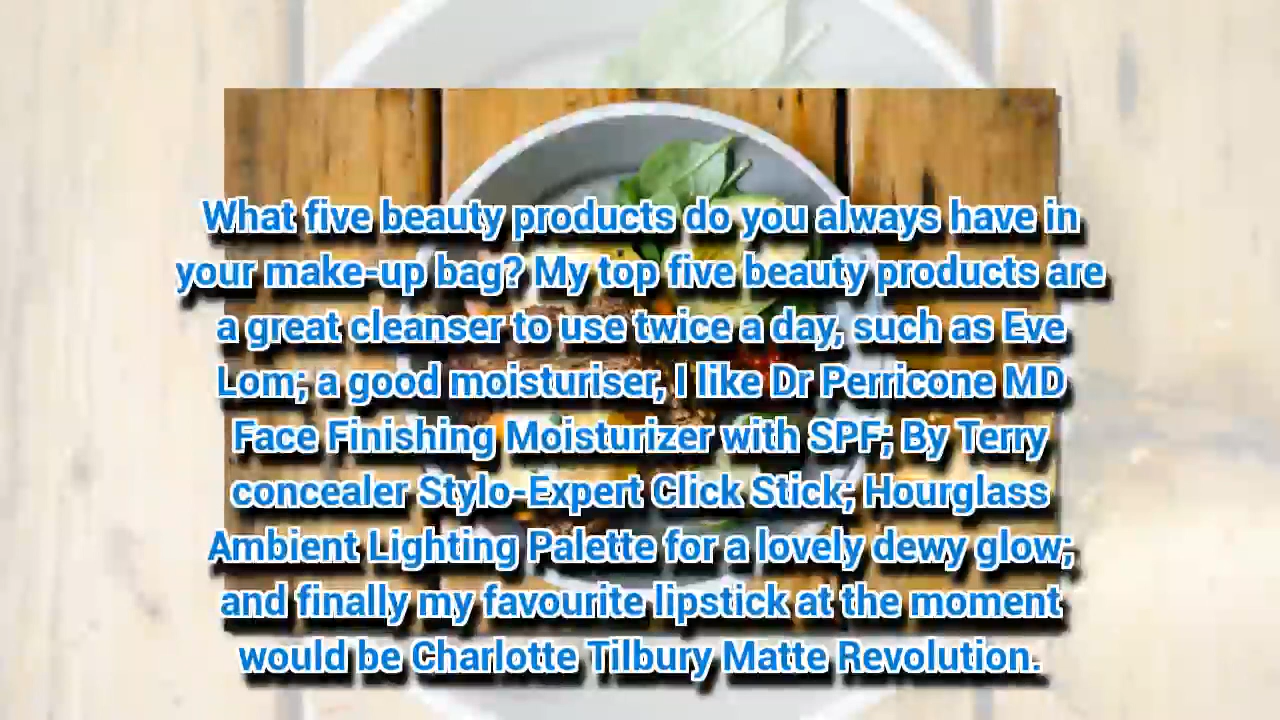 What five beauty products do you always have in
your make-up bag? My top five beauty products are
a great cleanser to use twice a day, such as Eve
Lom; a good moisturiser, I like Dr Perricone MD
Face Finishing Moisturizer with SPF; By Terry
concealer Stylo-Expert Click Stick; Hourglass
Ambient Lighting Palette for a lovely dewy glow;
and finally my favourite lipstick at the moment
would be Charlotte Tilbury Matte Revolution.